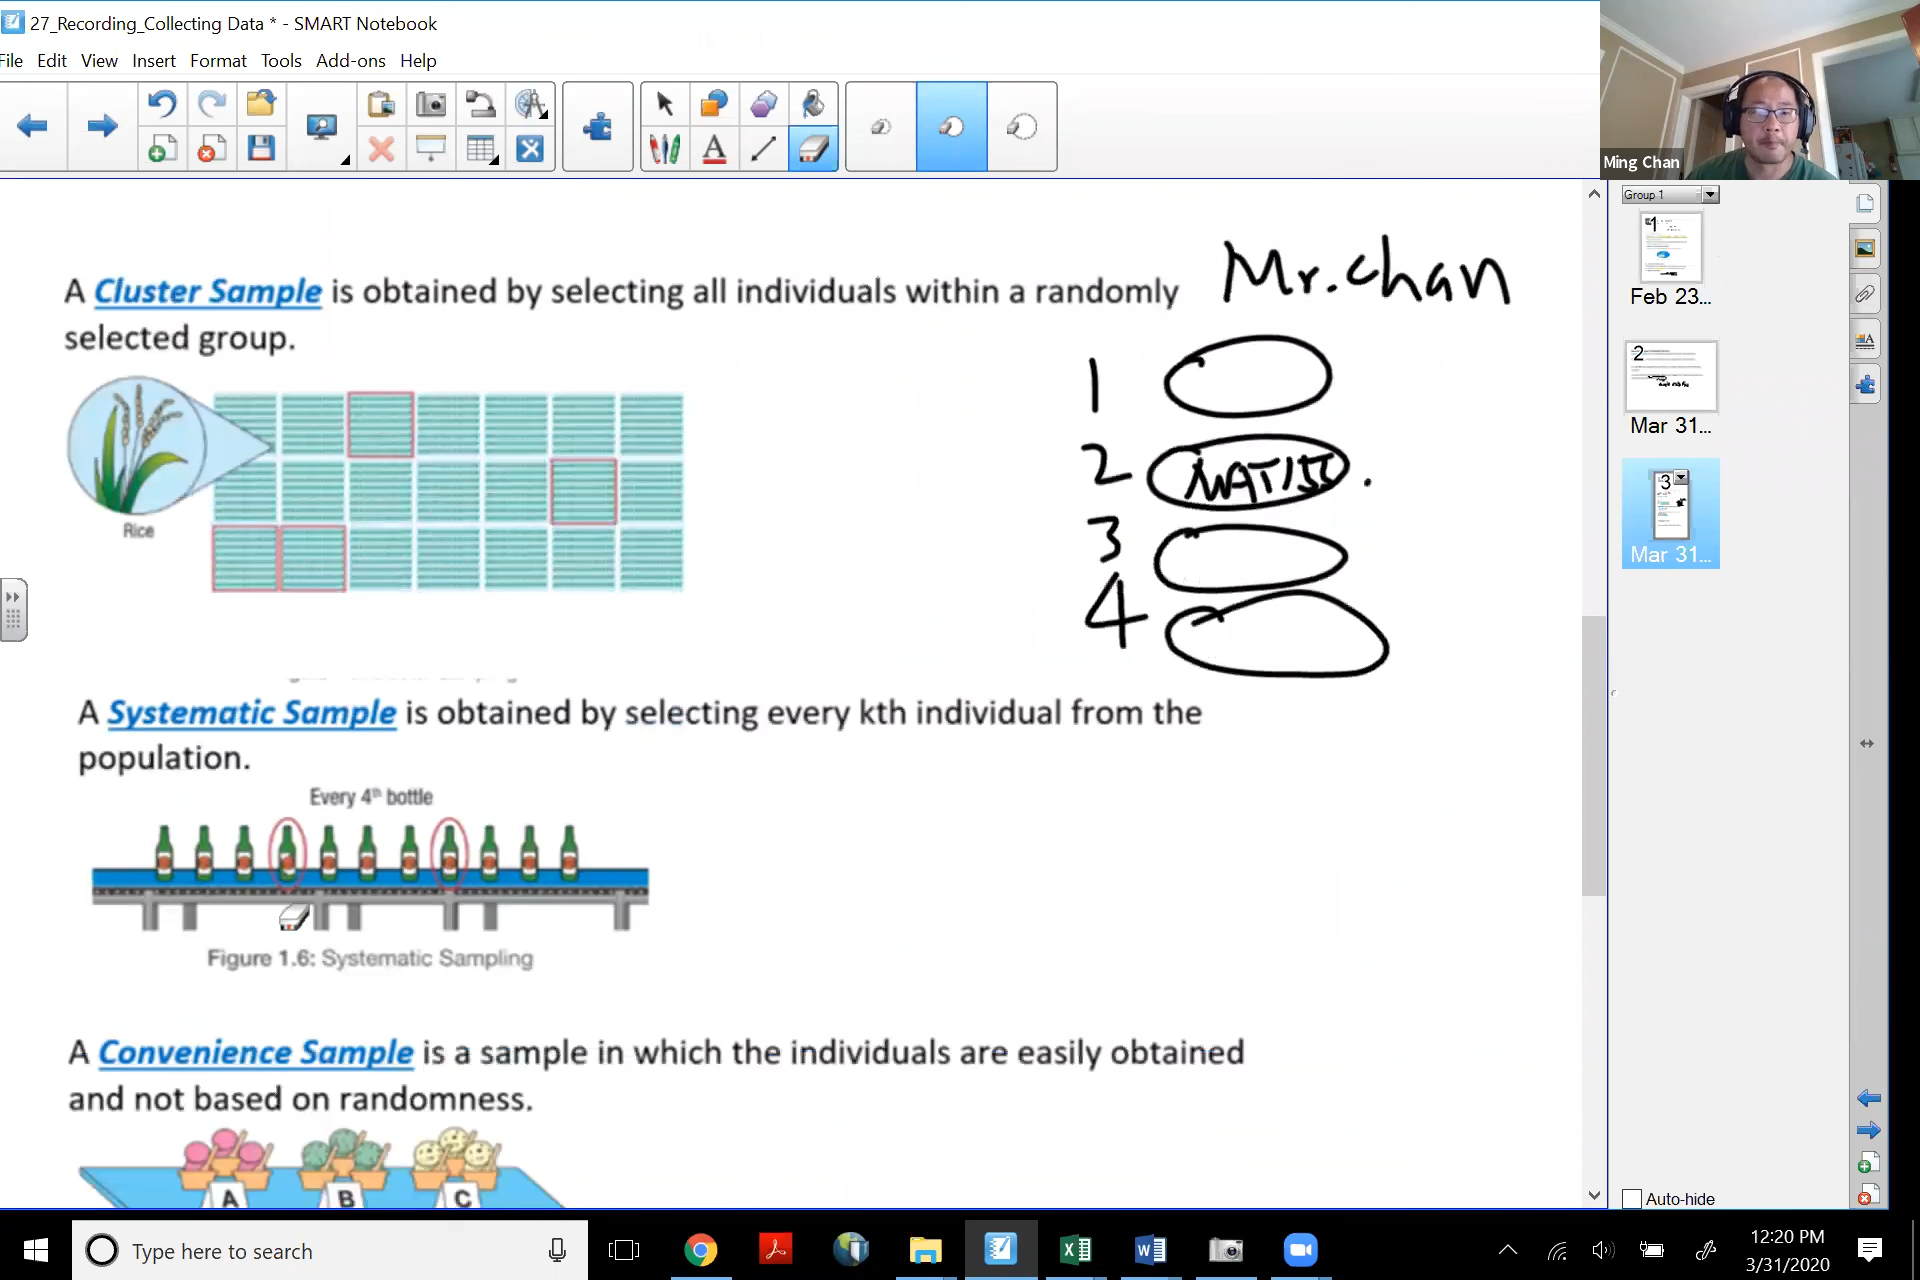 27_Recording_Collecting Data * - SMART Notebook
File Edit View Insert Format Tools Add-ons Help
Ming Chan
Group 1
A Cluster Sample is obtained by selecting all individuals within a randomly
selected group.
Mr. Chan
Rice
1
2
3
4
A Systematic Sample is obtained by selecting every kth individual from the
population.
Every 4th bottle
Figure 1.6: Systematic Sampling
A Convenience Sample is a sample in which the individuals are easily obtained
and not based on randomness.
A B C
1
Feb 23...
2
Mar 31...
3
Mar 31...
Auto-hide
Type here to search
12:20 PM
3/31/2020